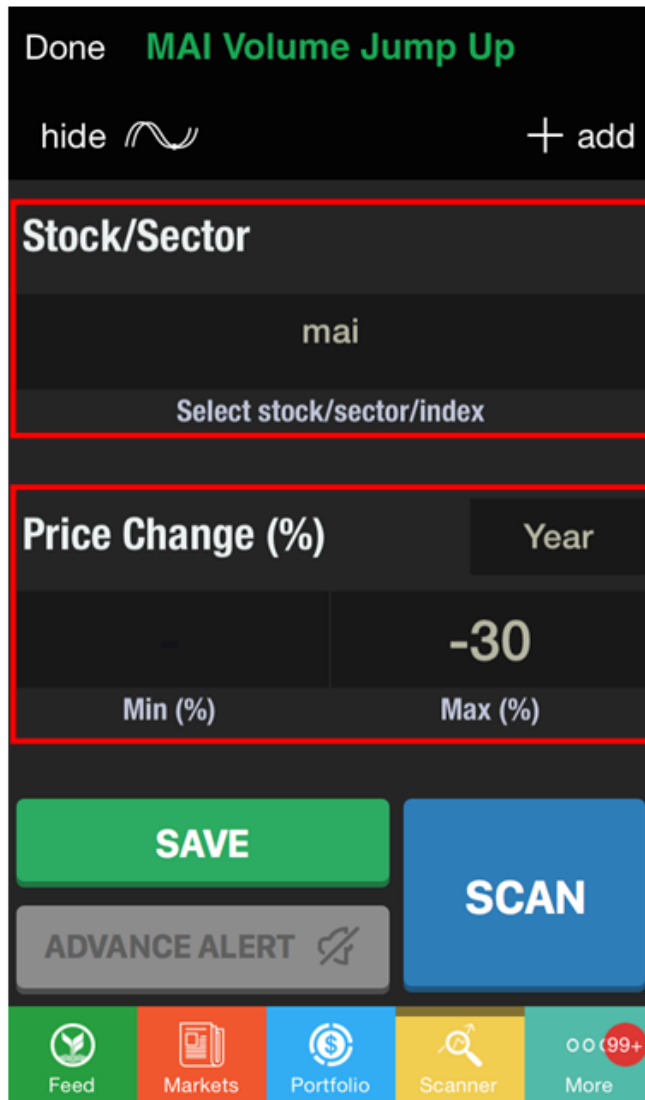 Done MAI Volume Jump Up
hide + add
Stock/Sector
mai
Select stock/sector/index
Price Change (%) Year
- -30
Min (%) Max (%)
SAVE
SCAN
ADVANCE ALERT
99+
Feed Markets Portfolio Scanner More